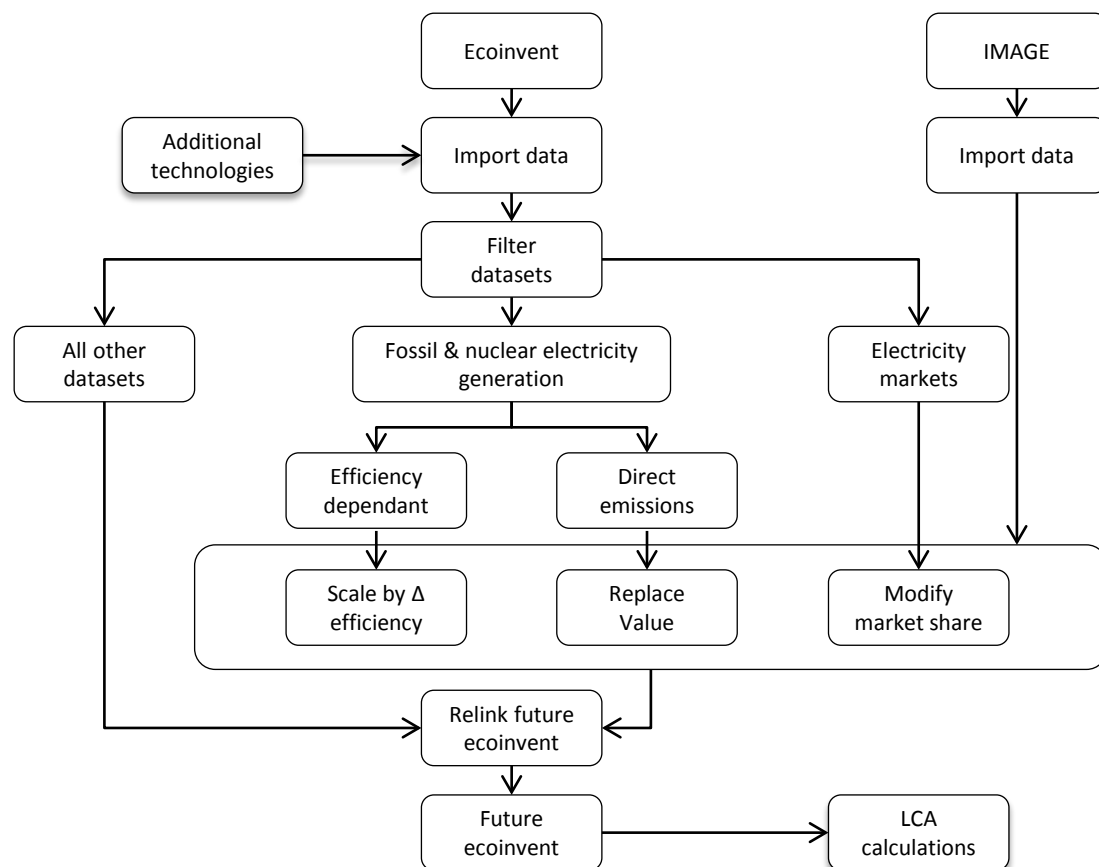 Ecoinvent
IMAGE
Additional
technologies
Import data
Import data
Filter
datasets
All other
datasets
Fossil & nuclear electricity
generation
Electricity
markets
Efficiency
dependant
Direct
emissions
Scale by Δ
efficiency
Replace
Value
Modify
market share
Relink future
ecoinvent
Future
ecoinvent
LCA
calculations